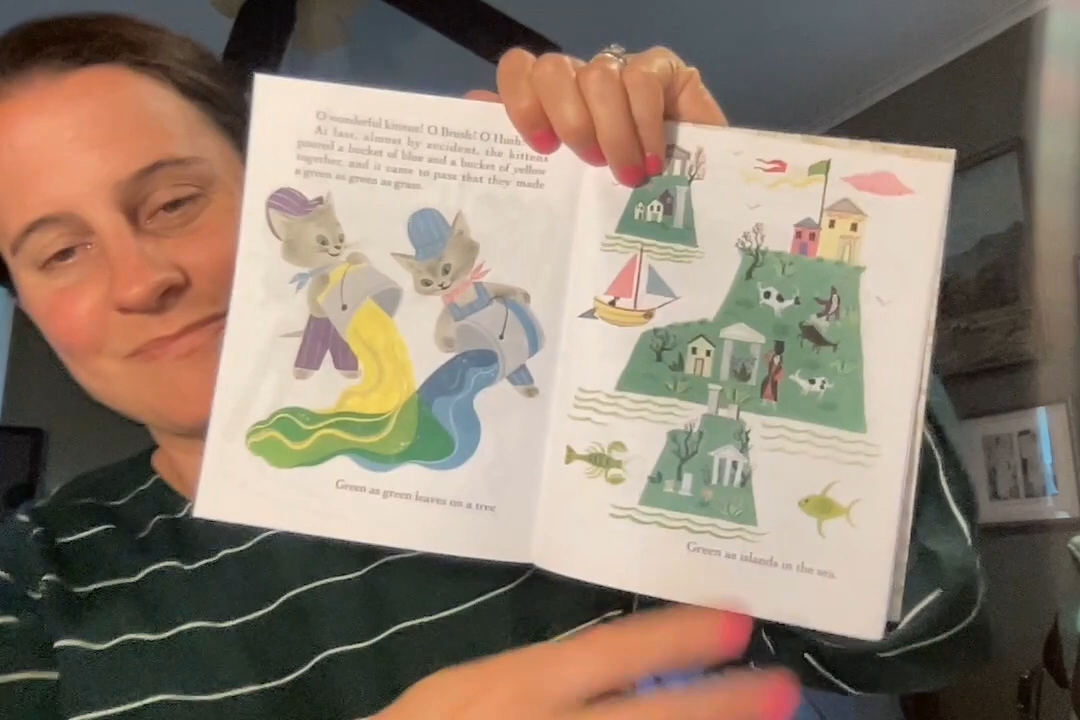 O wonderful kittens! O Brush! O Hush!
At last, almost by accident, the kittens
poured a bucket of blue and a bucket of yellow
together, and it came to pass that they made
a green as green as grass.
Green as green leaves on a tree
Green as islands in the sea.